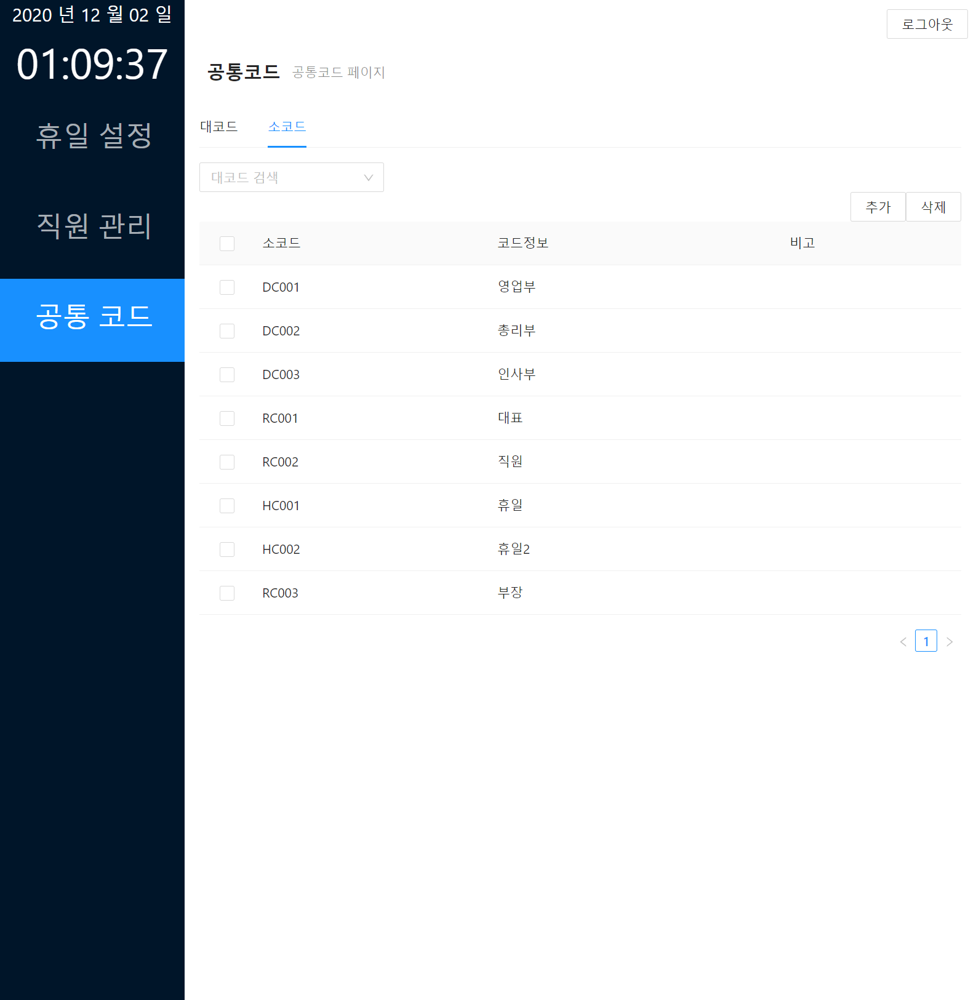 2020 년 12 월 02 일
01:09:37
휴일 설정
직원 관리
공통 코드
로그아웃
공통코드 공통코드 페이지
대코드 소코드
대코드 검색
추가 삭제
소코드 코드정보 비고
DC001 영업부
DC002 총리부
DC003 인사부
RC001 대표
RC002 직원
HC001 휴일
HC002 휴일2
RC003 부장
< 1 >